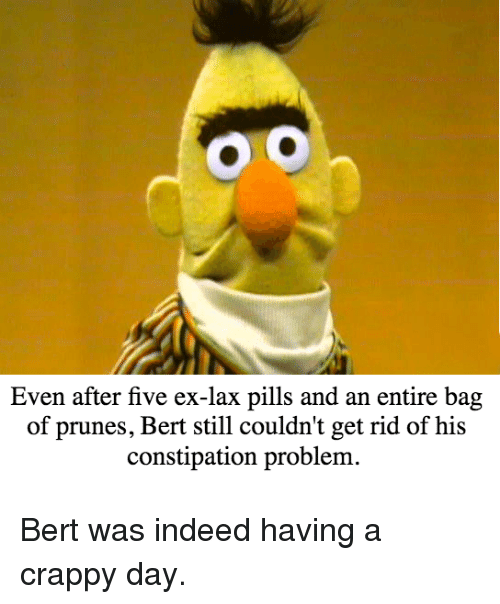 Even after five ex-lax pills and an entire bag
of prunes, Bert still couldn't get rid of his
constipation problem.
Bert was indeed having a
crappy day.